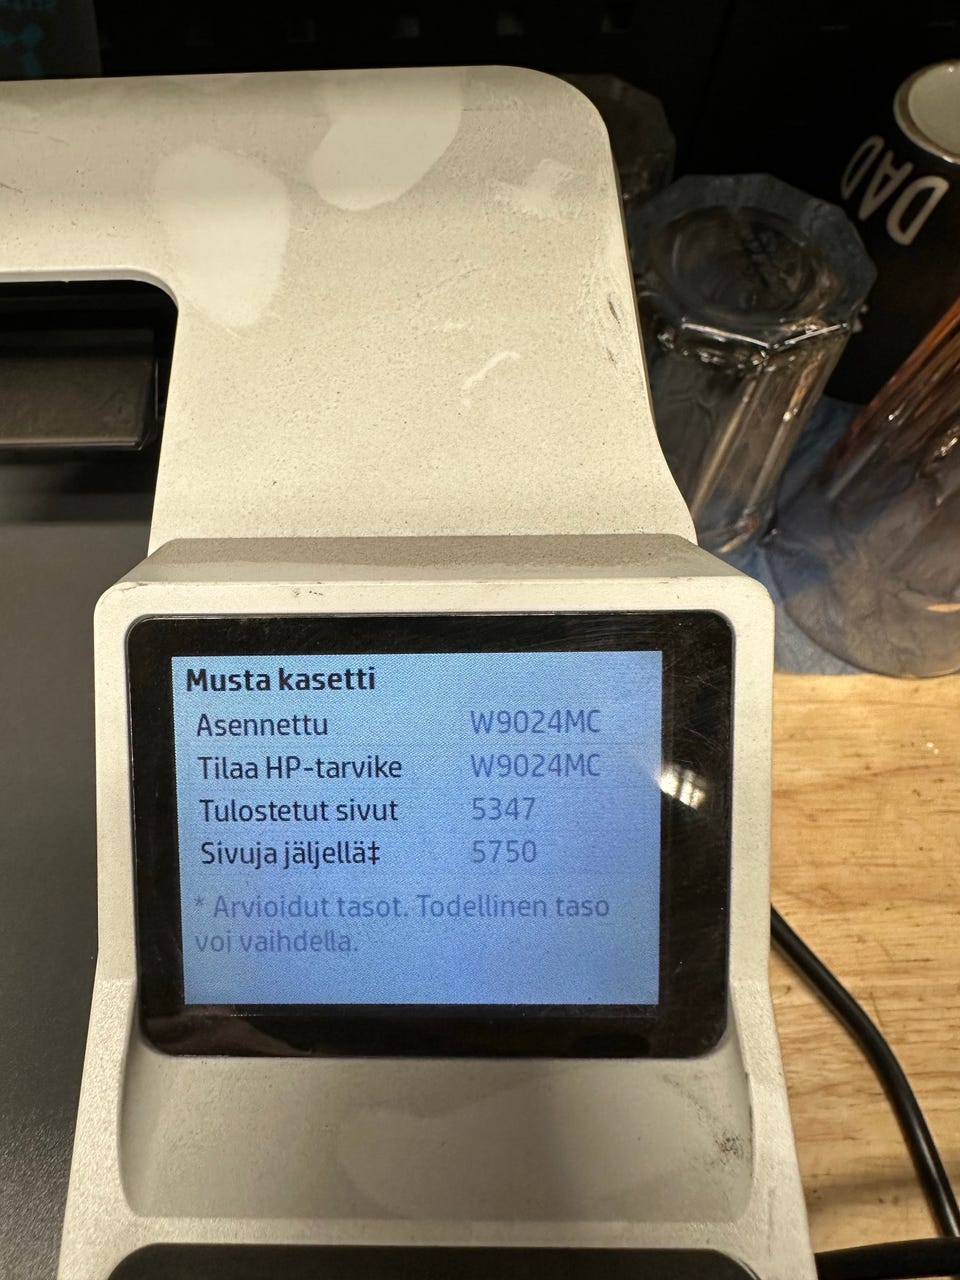 DAD
Musta kasetti
Asennettu W9024MC
Tilaa HP-tarvike W9024MC
Tulostetut sivut 5347
Sivuja jäljellä‡ 5750
* Arvioidut tasot. Todellinen taso
voi vaihdella.